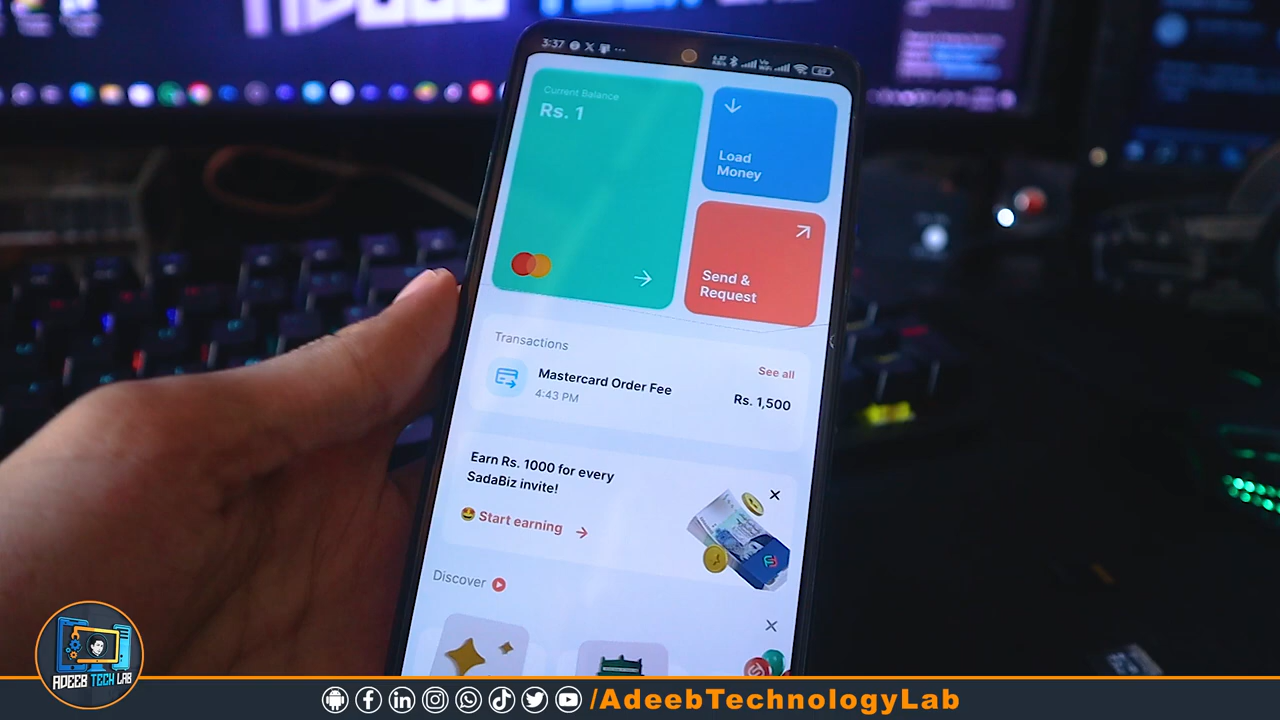 3:37
Current Balance
Rs. 1
Load
Money
Send &
Request
Transactions
See all
Mastercard Order Fee
4:43 PM
Rs. 1,500
Earn Rs. 1000 for every
SadaBiz invite!
Start earning
Discover
ADEEB TECH LAB
/AdeebTechnologyLab